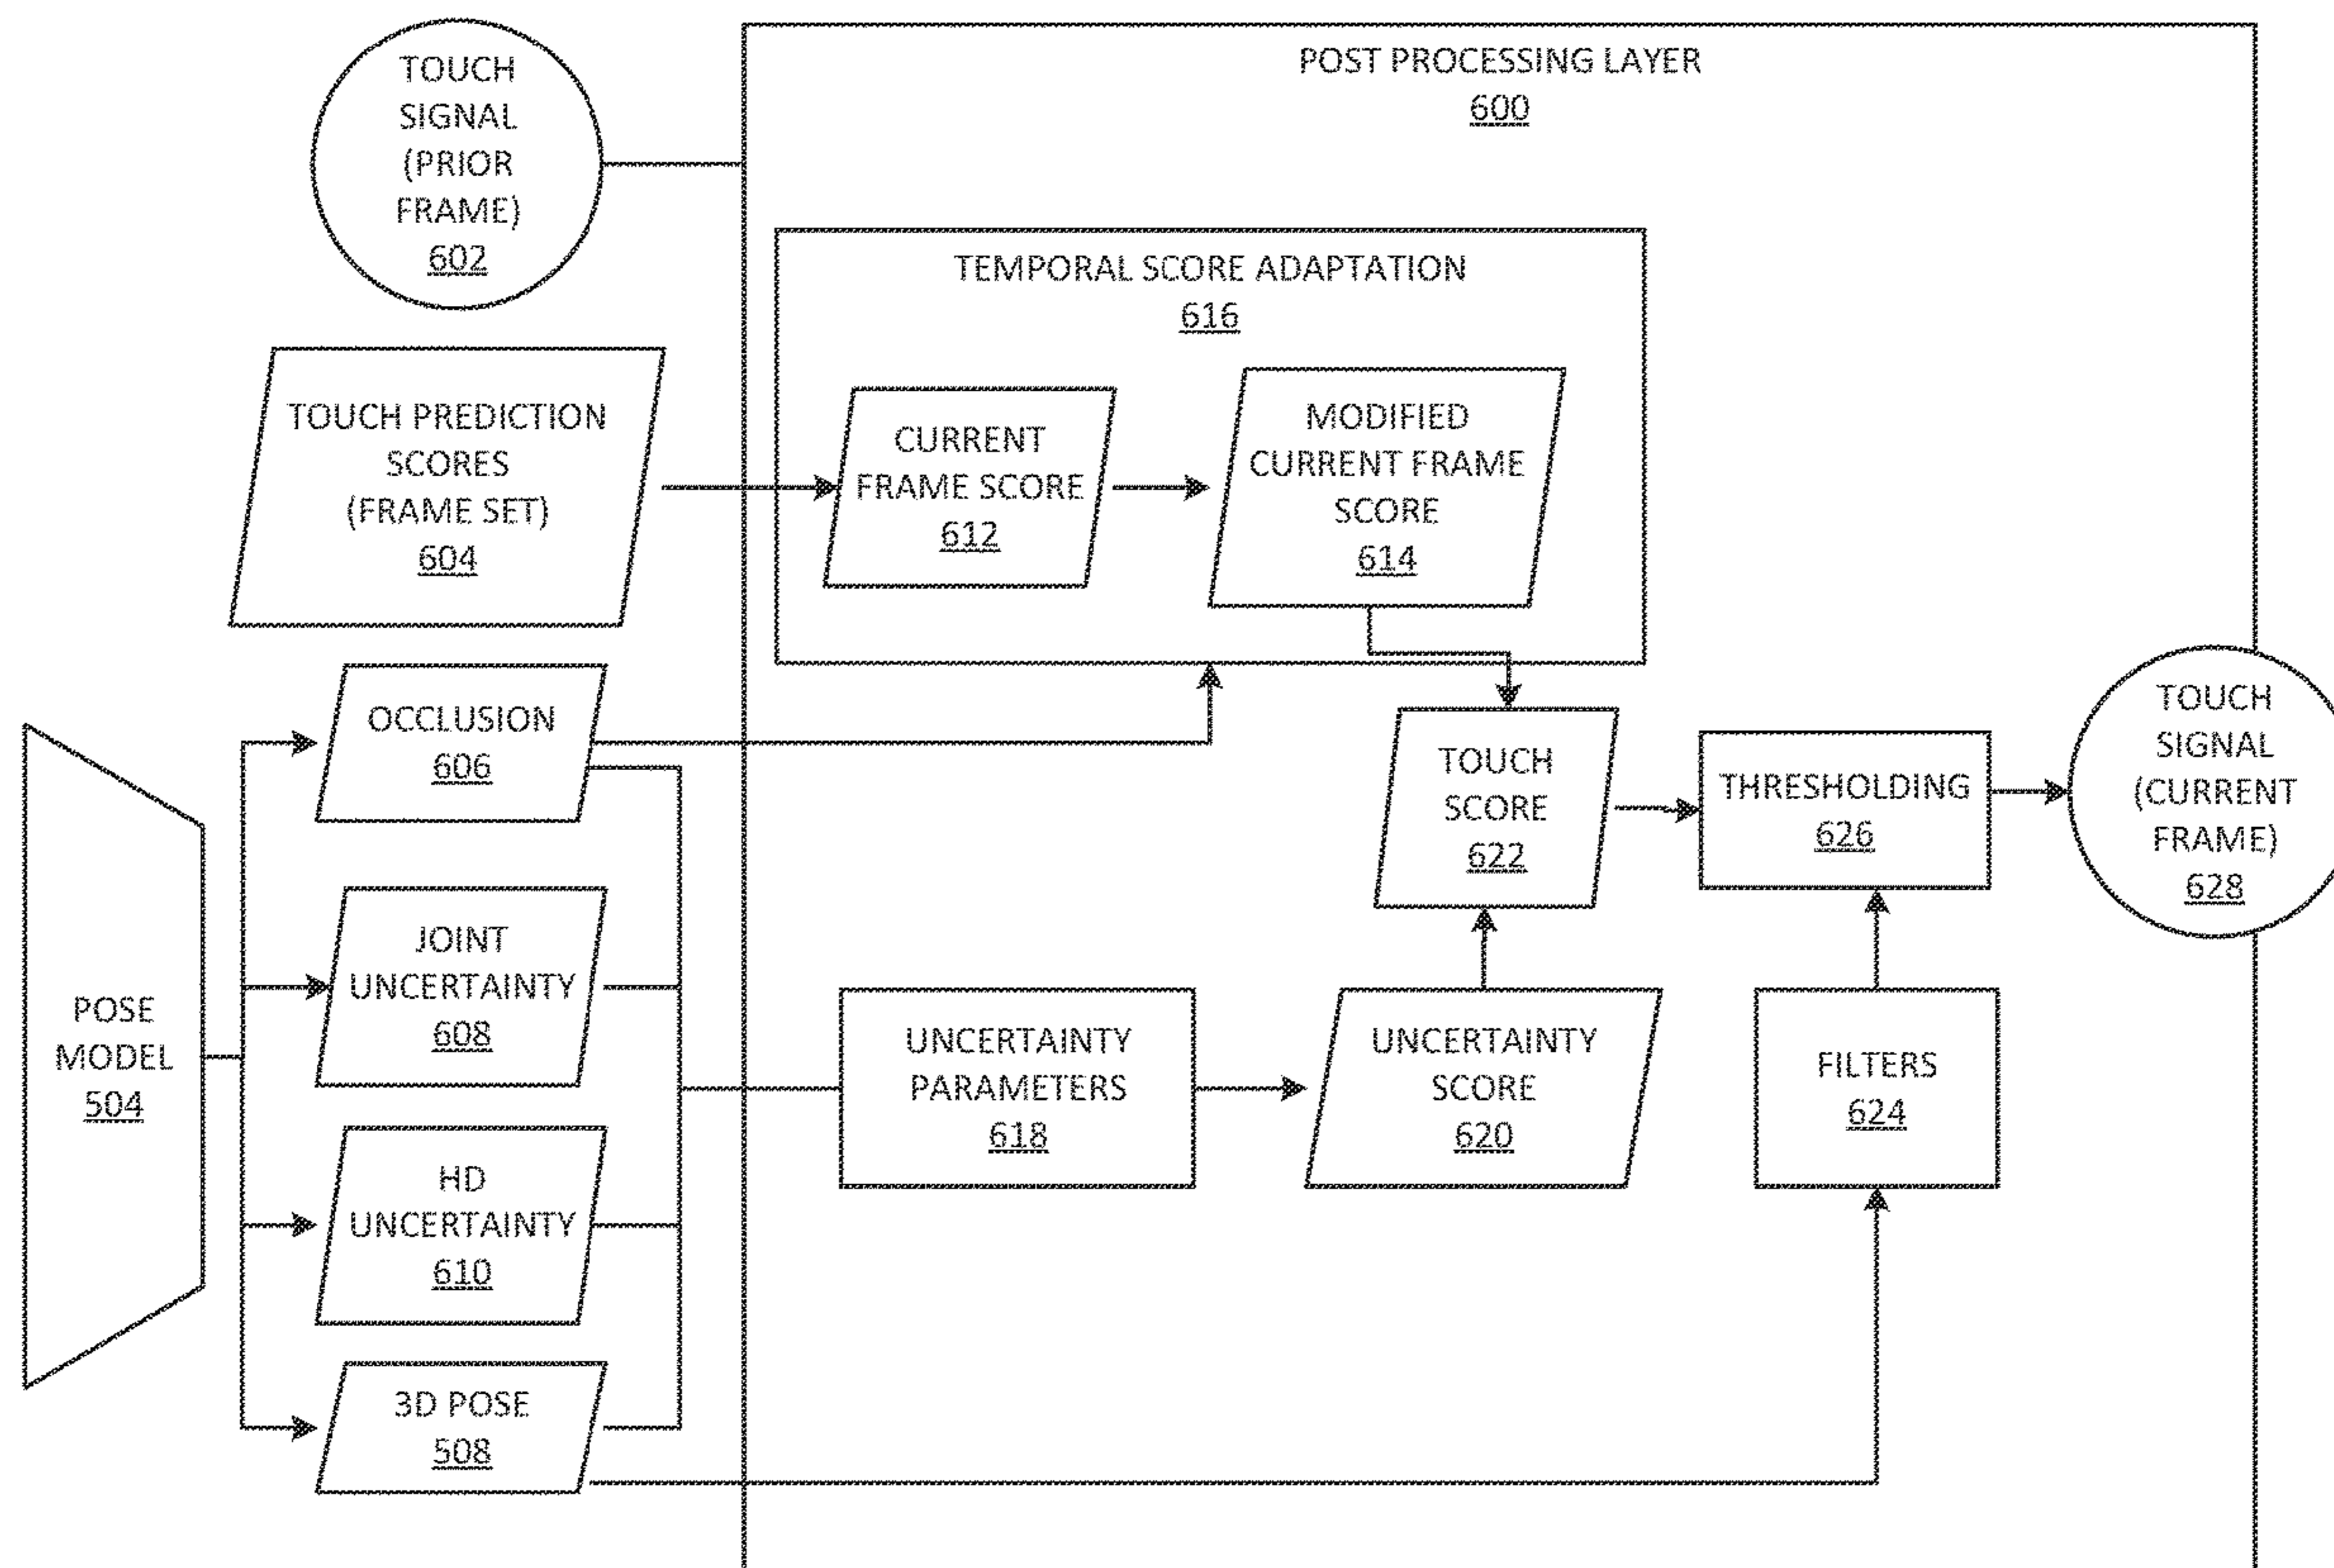 TOUCH
SIGNAL
(PRIOR
FRAME)
602
POST PROCESSING LAYER
600
TEMPORAL SCORE ADAPTATION
616
TOUCH PREDICTION
SCORES
(FRAME SET)
604
CURRENT
FRAME SCORE
612
MODIFIED
CURRENT FRAME
SCORE
614
OCCLUSION
606
TOUCH
SCORE
622
THRESHOLDING
626
TOUCH
SIGNAL
(CURRENT
FRAME)
628
POSE
MODEL
504
JOINT
UNCERTAINTY
608
UNCERTAINTY
PARAMETERS
618
UNCERTAINTY
SCORE
620
FILTERS
624
HD
UNCERTAINTY
610
3D POSE
508